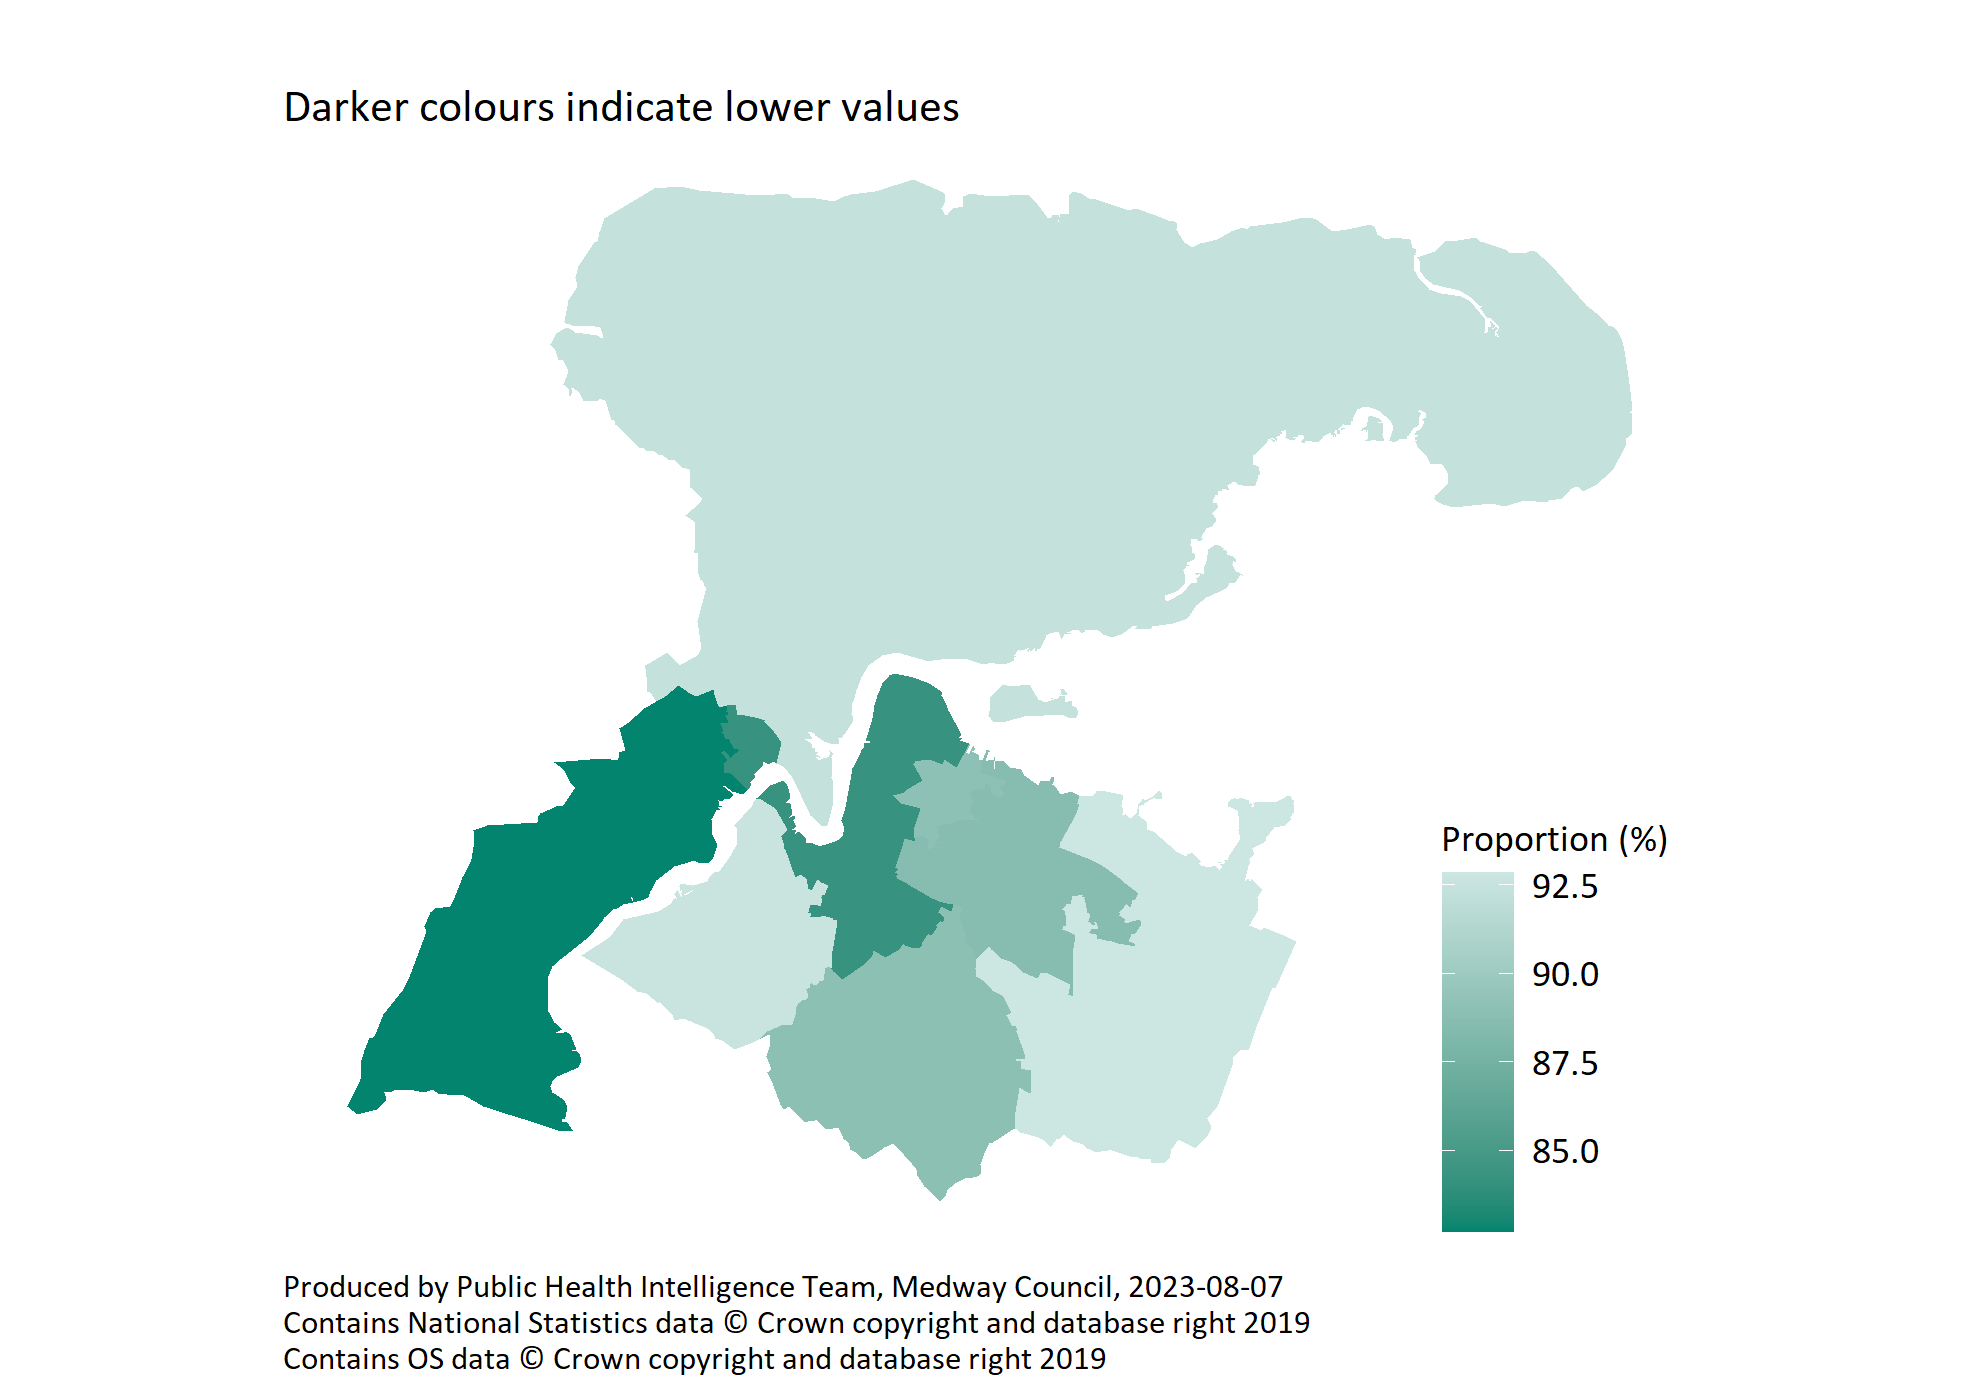 Darker colours indicate lower values
Proportion (%)
92.5
90.0
87.5
85.0
Produced by Public Health Intelligence Team, Medway Council, 2023-08-07
Contains National Statistics data © Crown copyright and database right 2019
Contains OS data © Crown copyright and database right 2019